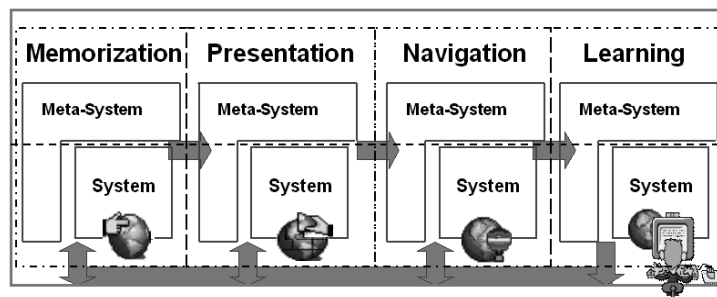 Memorization Presentation Navigation Learning
Meta-System Meta-System Meta-System Meta-System
System System System System